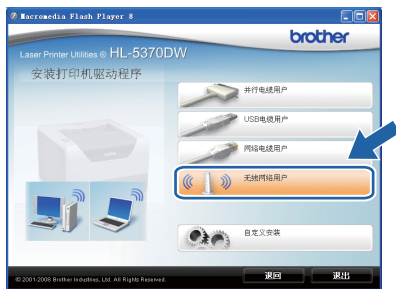 Macromedia Flash Player 8
brother
Laser Printer Utilities ® HL-5370DW
安装打印机驱动程序
并行电缆用户
USB电缆用户
网络电缆用户
无线网络用户
自定义安装
© 2001-2008 Brother Industries, Ltd. All Rights Reserved.
退回
退出